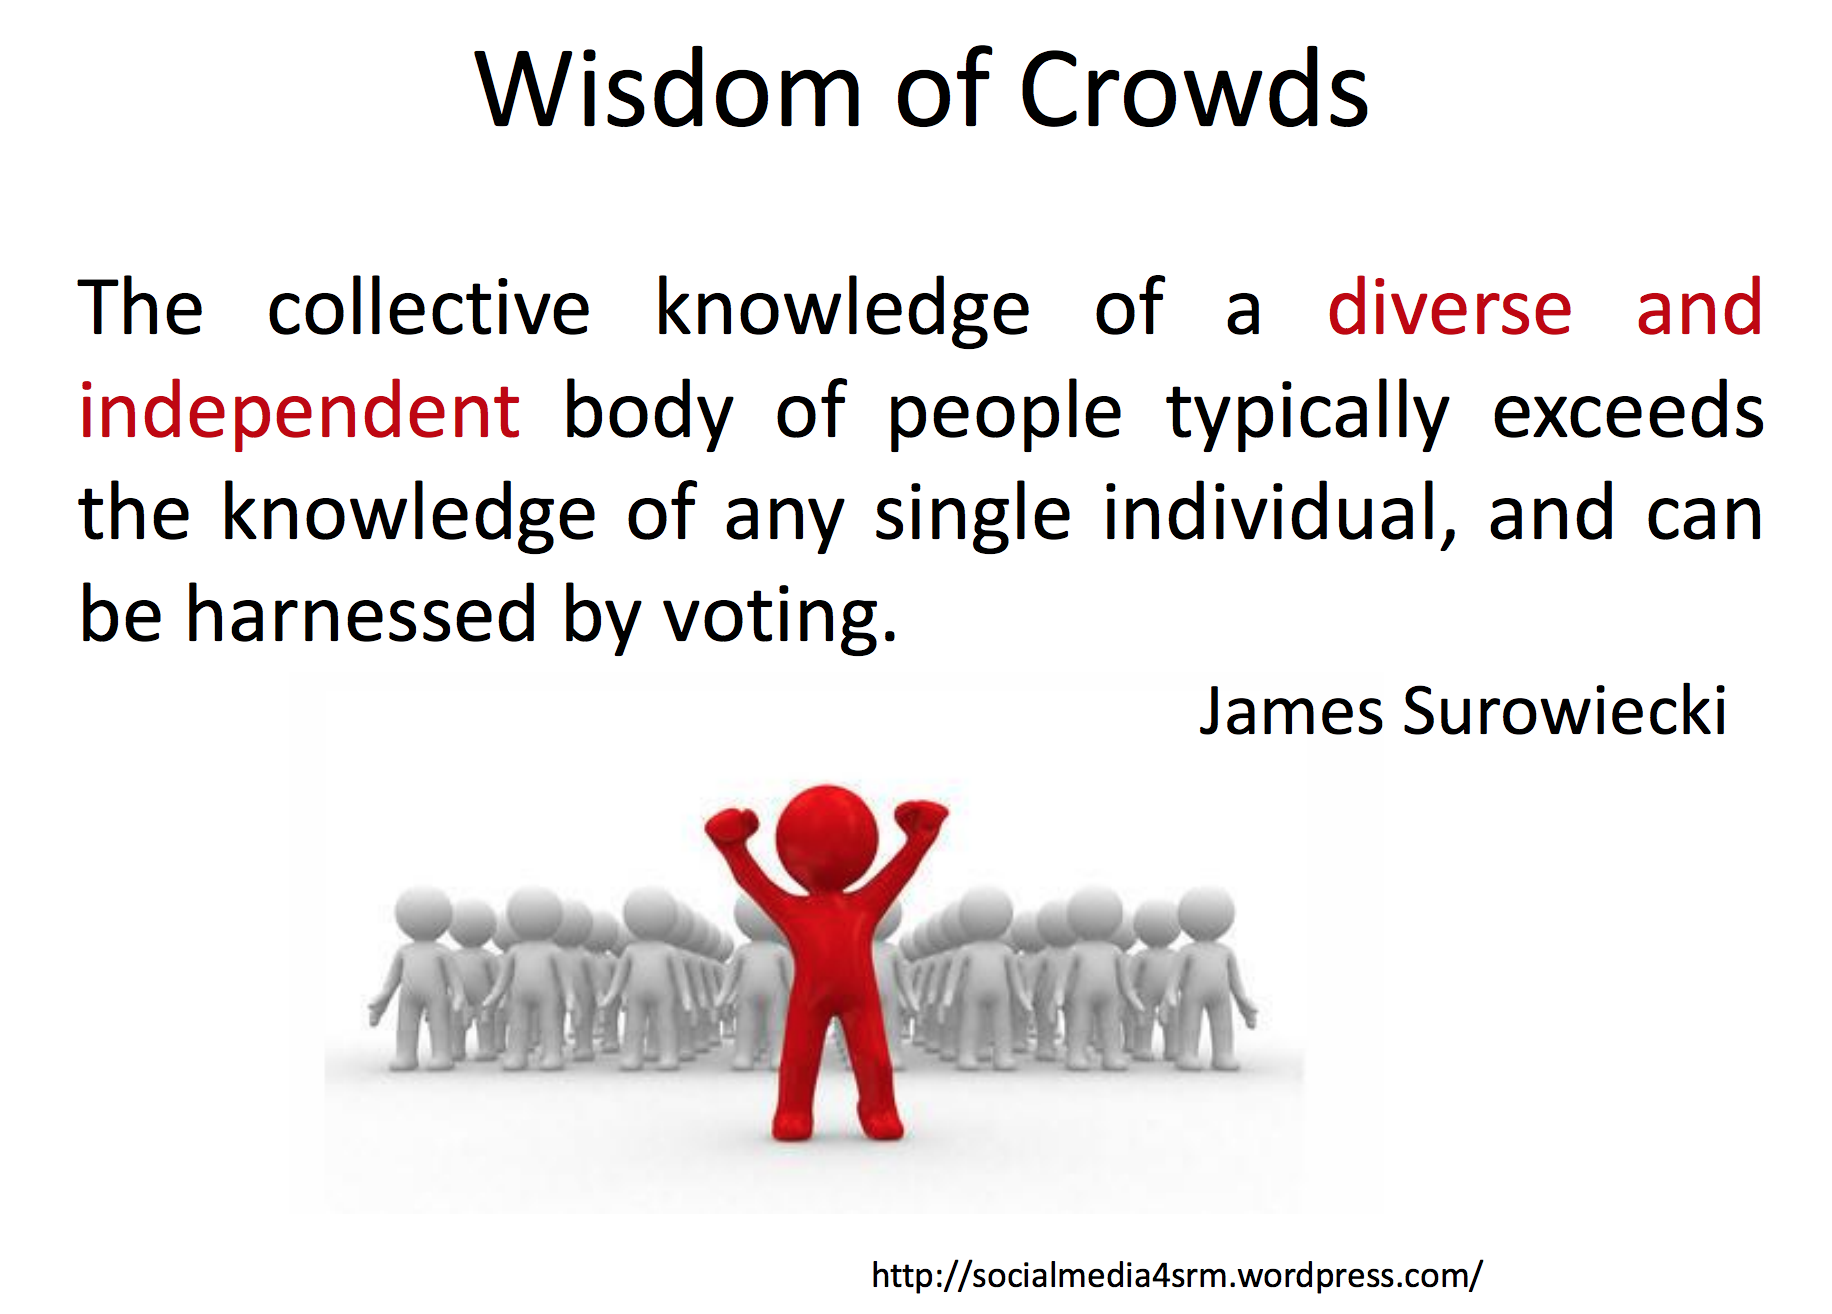 Wisdom of Crowds
The collective knowledge of a diverse and
independent body of people typically exceeds
the knowledge of any single individual, and can
be harnessed by voting.
James Surowiecki
http://socialmedia4srm.wordpress.com/